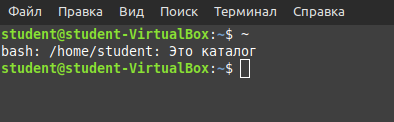 Файл Правка Вид Поиск Терминал Справка
student@student-VirtualBox:~$ ~
bash: /home/student: Это каталог
student@student-VirtualBox:~$